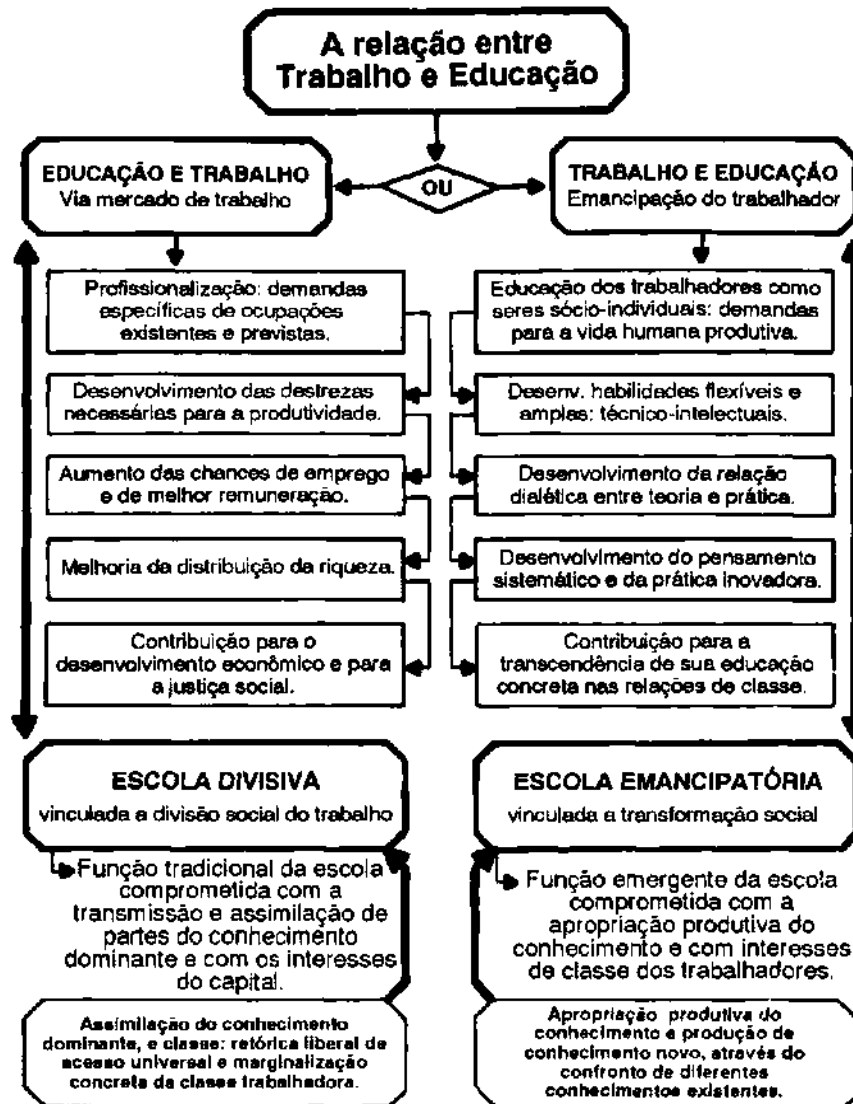 A relação entre
Trabalho e Educação
EDUCAÇÃO E TRABALHO
Via mercado de trabalho
OU
TRABALHO E EDUCAÇÃO
Emancipação do trabalhador
Profissionalização: demandas
específicas de ocupações
existentes e previstas.
Desenvolvimento das destrezas
necessárias para a produtividade.
Aumento das chances de emprego
e de melhor remuneração.
Melhoria da distribuição da riqueza.
Contribuição para o
desenvolvimento econômico e para
a justiça social.
Educação dos trabalhadores como
seres sócio-individuais: demandas
para a vida humana produtiva.
Desenv. habilidades flexíveis e
amplas: técnico-intelectuais.
Desenvolvimento da relação
dialética entre teoria e prática.
Desenvolvimento do pensamento
sistemático e da prática inovadora.
Contribuição para a
transcendência de sua educação
concreta nas relações de classe.
ESCOLA DIVISIVA
vinculada a divisão social do trabalho
Função tradicional da escola
comprometida com a
transmissão e assimilação de
partes do conhecimento
dominante e com os interesses
do capital.
Assimilação do conhecimento
dominante, e classe: retórica liberal de
acesso universal e marginalização
concreta da classe trabalhadora.
ESCOLA EMANCIPATÓRIA
vinculada a transformação social
Função emergente da escola
comprometida com a
apropriação produtiva do
conhecimento e com interesses
de classe dos trabalhadores.
Apropriação produtiva do
conhecimento e produção de
conhecimento novo, através do
confronto de diferentes
conhecimentos existentes.